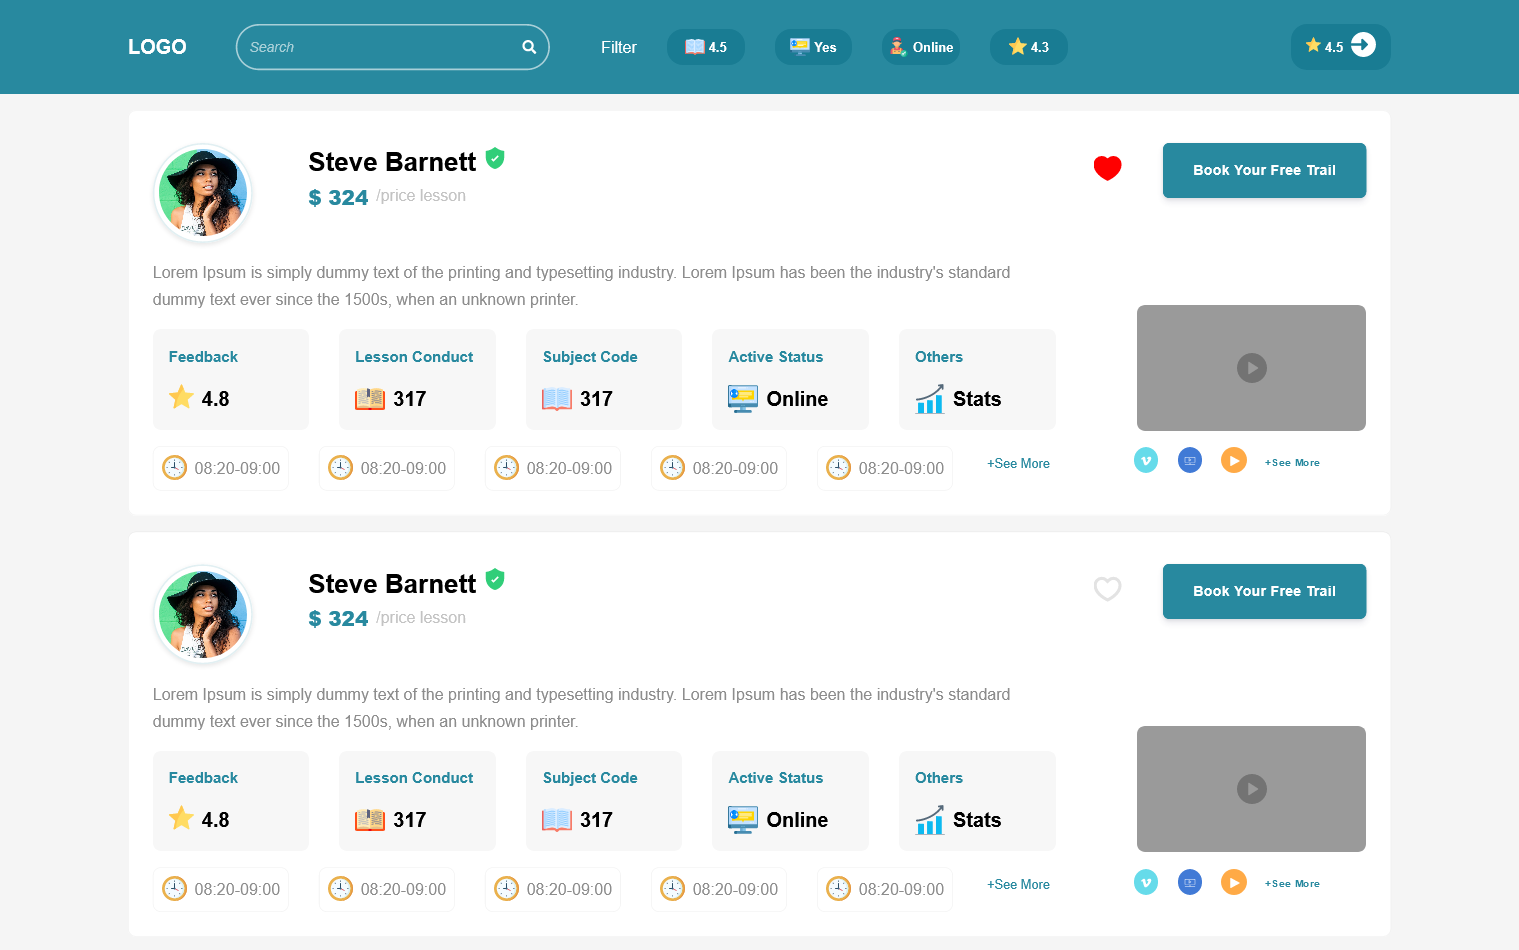 LOGO
Search
Filter
4.5
Yes
Online
4.3
4.5
Steve Barnett
$ 324 /price lesson
Book Your Free Trail
Lorem Ipsum is simply dummy text of the printing and typesetting industry. Lorem Ipsum has been the industry's standard
dummy text ever since the 1500s, when an unknown printer.
Feedback
4.8
Lesson Conduct
317
Subject Code
317
Active Status
Online
Others
Stats
08:20-09:00
08:20-09:00
08:20-09:00
08:20-09:00
08:20-09:00
+See More
+See More
Steve Barnett
$ 324 /price lesson
Book Your Free Trail
Lorem Ipsum is simply dummy text of the printing and typesetting industry. Lorem Ipsum has been the industry's standard
dummy text ever since the 1500s, when an unknown printer.
Feedback
4.8
Lesson Conduct
317
Subject Code
317
Active Status
Online
Others
Stats
08:20-09:00
08:20-09:00
08:20-09:00
08:20-09:00
08:20-09:00
+See More
+See More